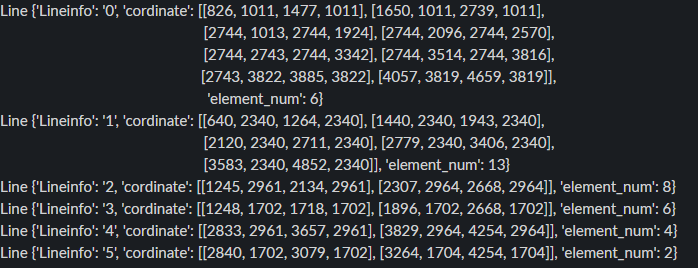 Line {'Lineinfo': '0', 'cordinate': [[826, 1011, 1477, 1011], [1650, 1011, 2739, 1011],
[2744, 1013, 2744, 1924], [2744, 2096, 2744, 2570],
[2744, 2743, 2744, 3342], [2744, 3514, 2744, 3816],
[2743, 3822, 3885, 3822], [4057, 3819, 4659, 3819]],
'element_num': 6}
Line {'Lineinfo': '1', 'cordinate': [[640, 2340, 1264, 2340], [1440, 2340, 1943, 2340],
[2120, 2340, 2711, 2340], [2779, 2340, 3406, 2340],
[3583, 2340, 4852, 2340]], 'element_num': 13}
Line {'Lineinfo': '2, 'cordinate': [[1245, 2961, 2134, 2961], [2307, 2964, 2668, 2964]], 'element_num': 8}
Line {'Lineinfo': '3, 'cordinate': [[1248, 1702, 1718, 1702], [1896, 1702, 2668, 1702]], 'element_num': 6}
Line {'Lineinfo': '4', 'cordinate': [[2833, 2961, 3657, 2961], [3829, 2964, 4254, 2964]], 'element_num': 4}
Line {'Lineinfo': '5', 'cordinate': [[2840, 1702, 3079, 1702], [3264, 1704, 4254, 1704]], 'element_num': 2}